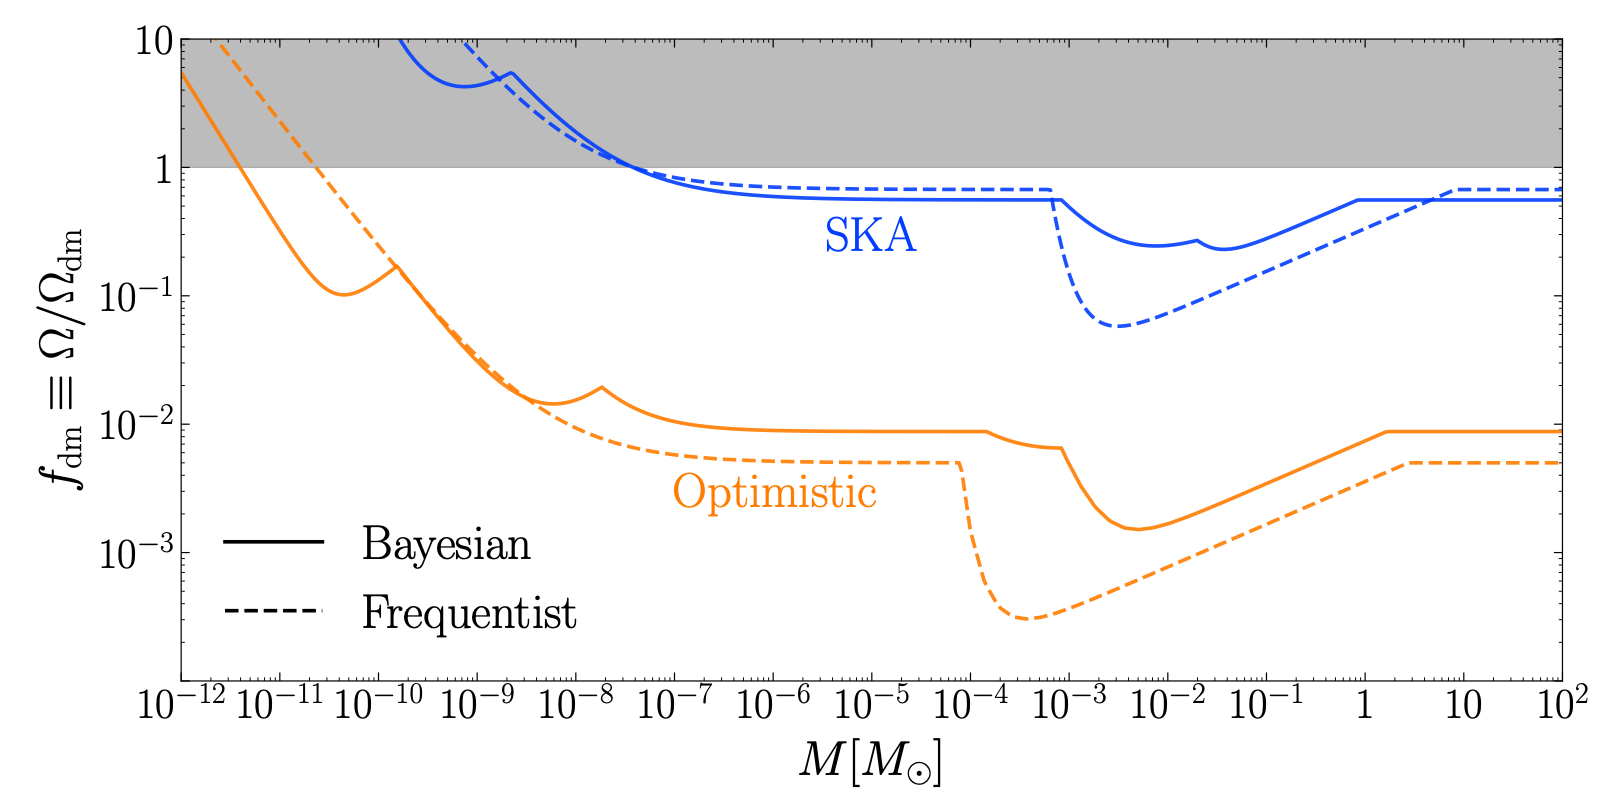 10
1
10⁻¹
10⁻²
10⁻³
f_dm ≡ Ω/Ω_dm
SKA
Optimistic
Bayesian
Frequentist
10⁻¹² 10⁻¹¹ 10⁻¹⁰ 10⁻⁹ 10⁻⁸ 10⁻⁷ 10⁻⁶ 10⁻⁵ 10⁻⁴ 10⁻³ 10⁻² 10⁻¹ 1 10 10²
M[M_⊙]